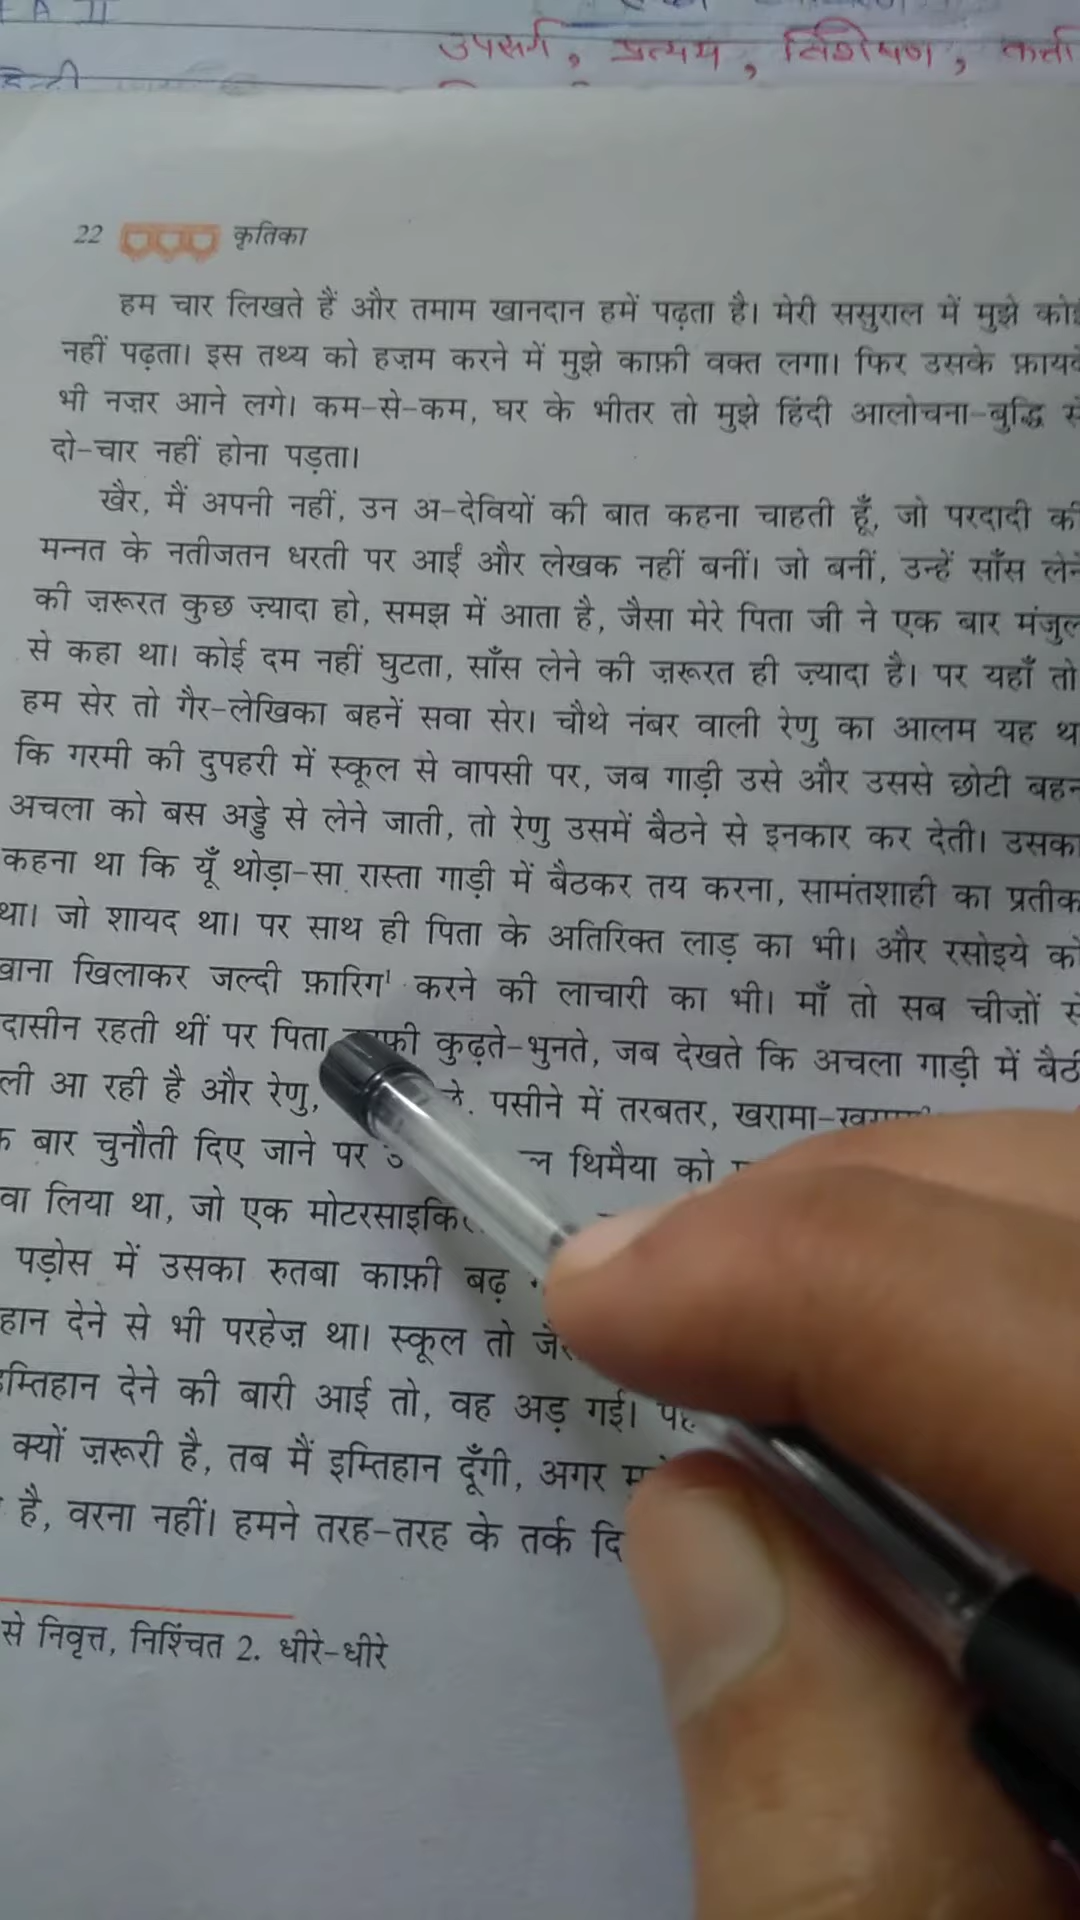 उपसर्ग, प्रत्यय, विशेषण, कर्ता
हिन्दी
22 कृतिका
हम चार लिखते हैं और तमाम खानदान हमें पढ़ता है। मेरी ससुराल में मुझे कोई
नहीं पढ़ता। इस तथ्य को हज़म करने में मुझे काफ़ी वक्त लगा। फिर उसके फ़ायदे
भी नज़र आने लगे। कम-से-कम, घर के भीतर तो मुझे हिंदी आलोचना-बुद्धि से
दो-चार नहीं होना पड़ता।
खैर, मैं अपनी नहीं, उन अ-देवियों की बात कहना चाहती हूँ, जो परदादी की
मन्नत के नतीजतन धरती पर आईं और लेखक नहीं बनीं। जो बनीं, उन्हें साँस लेने
की ज़रूरत कुछ ज़्यादा हो, समझ में आता है, जैसा मेरे पिता जी ने एक बार मंजुल
से कहा था। कोई दम नहीं घुटता, साँस लेने की ज़रूरत ही ज़्यादा है। पर यहाँ तो
हम सेर तो गैर-लेखिका बहनें सवा सेर। चौथे नंबर वाली रेणु का आलम यह था
कि गरमी की दुपहरी में स्कूल से वापसी पर, जब गाड़ी उसे और उससे छोटी बहन
अचला को बस अड्डे से लेने जाती, तो रेणु उसमें बैठने से इनकार कर देती। उसका
कहना था कि यूँ थोड़ा-सा रास्ता गाड़ी में बैठकर तय करना, सामंतशाही का प्रतीक
था। जो शायद था। पर साथ ही पिता के अतिरिक्त लाड़ का भी। और रसोइये को
खाना खिलाकर जल्दी फ़ारिग¹ करने की लाचारी का भी। माँ तो सब चीज़ों से
दासीन रहती थीं पर पिता काफ़ी कुढ़ते-भुनते, जब देखते कि अचला गाड़ी में बैठी
ली आ रही है और रेणु, पसीने में तरबतर, खरामा-खरामा
क बार चुनौती दिए जाने पर थिमैया को
वा लिया था, जो एक मोटरसाइकिल
पड़ोस में उसका रुतबा काफ़ी बढ़
हान देने से भी परहेज़ था। स्कूल तो
इम्तिहान देने की बारी आई तो, वह अड़ गई।
क्यों ज़रूरी है, तब मैं इम्तिहान दूँगी, अगर
है, वरना नहीं। हमने तरह-तरह के तर्क
से निवृत्त, निश्चिंत 2. धीरे-धीरे